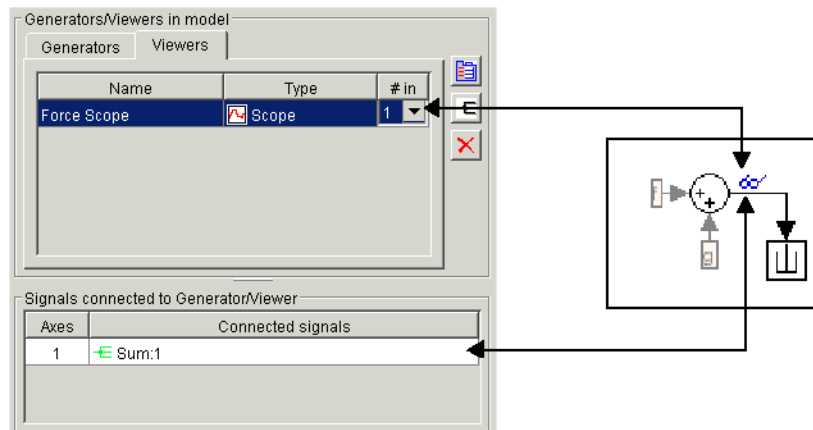 Generators/Viewers in model
Generators Viewers
Name Type # in
Force Scope Scope 1
f
+
+
g
Signals connected to Generator/Viewer
Axes Connected signals
1 Sum:1